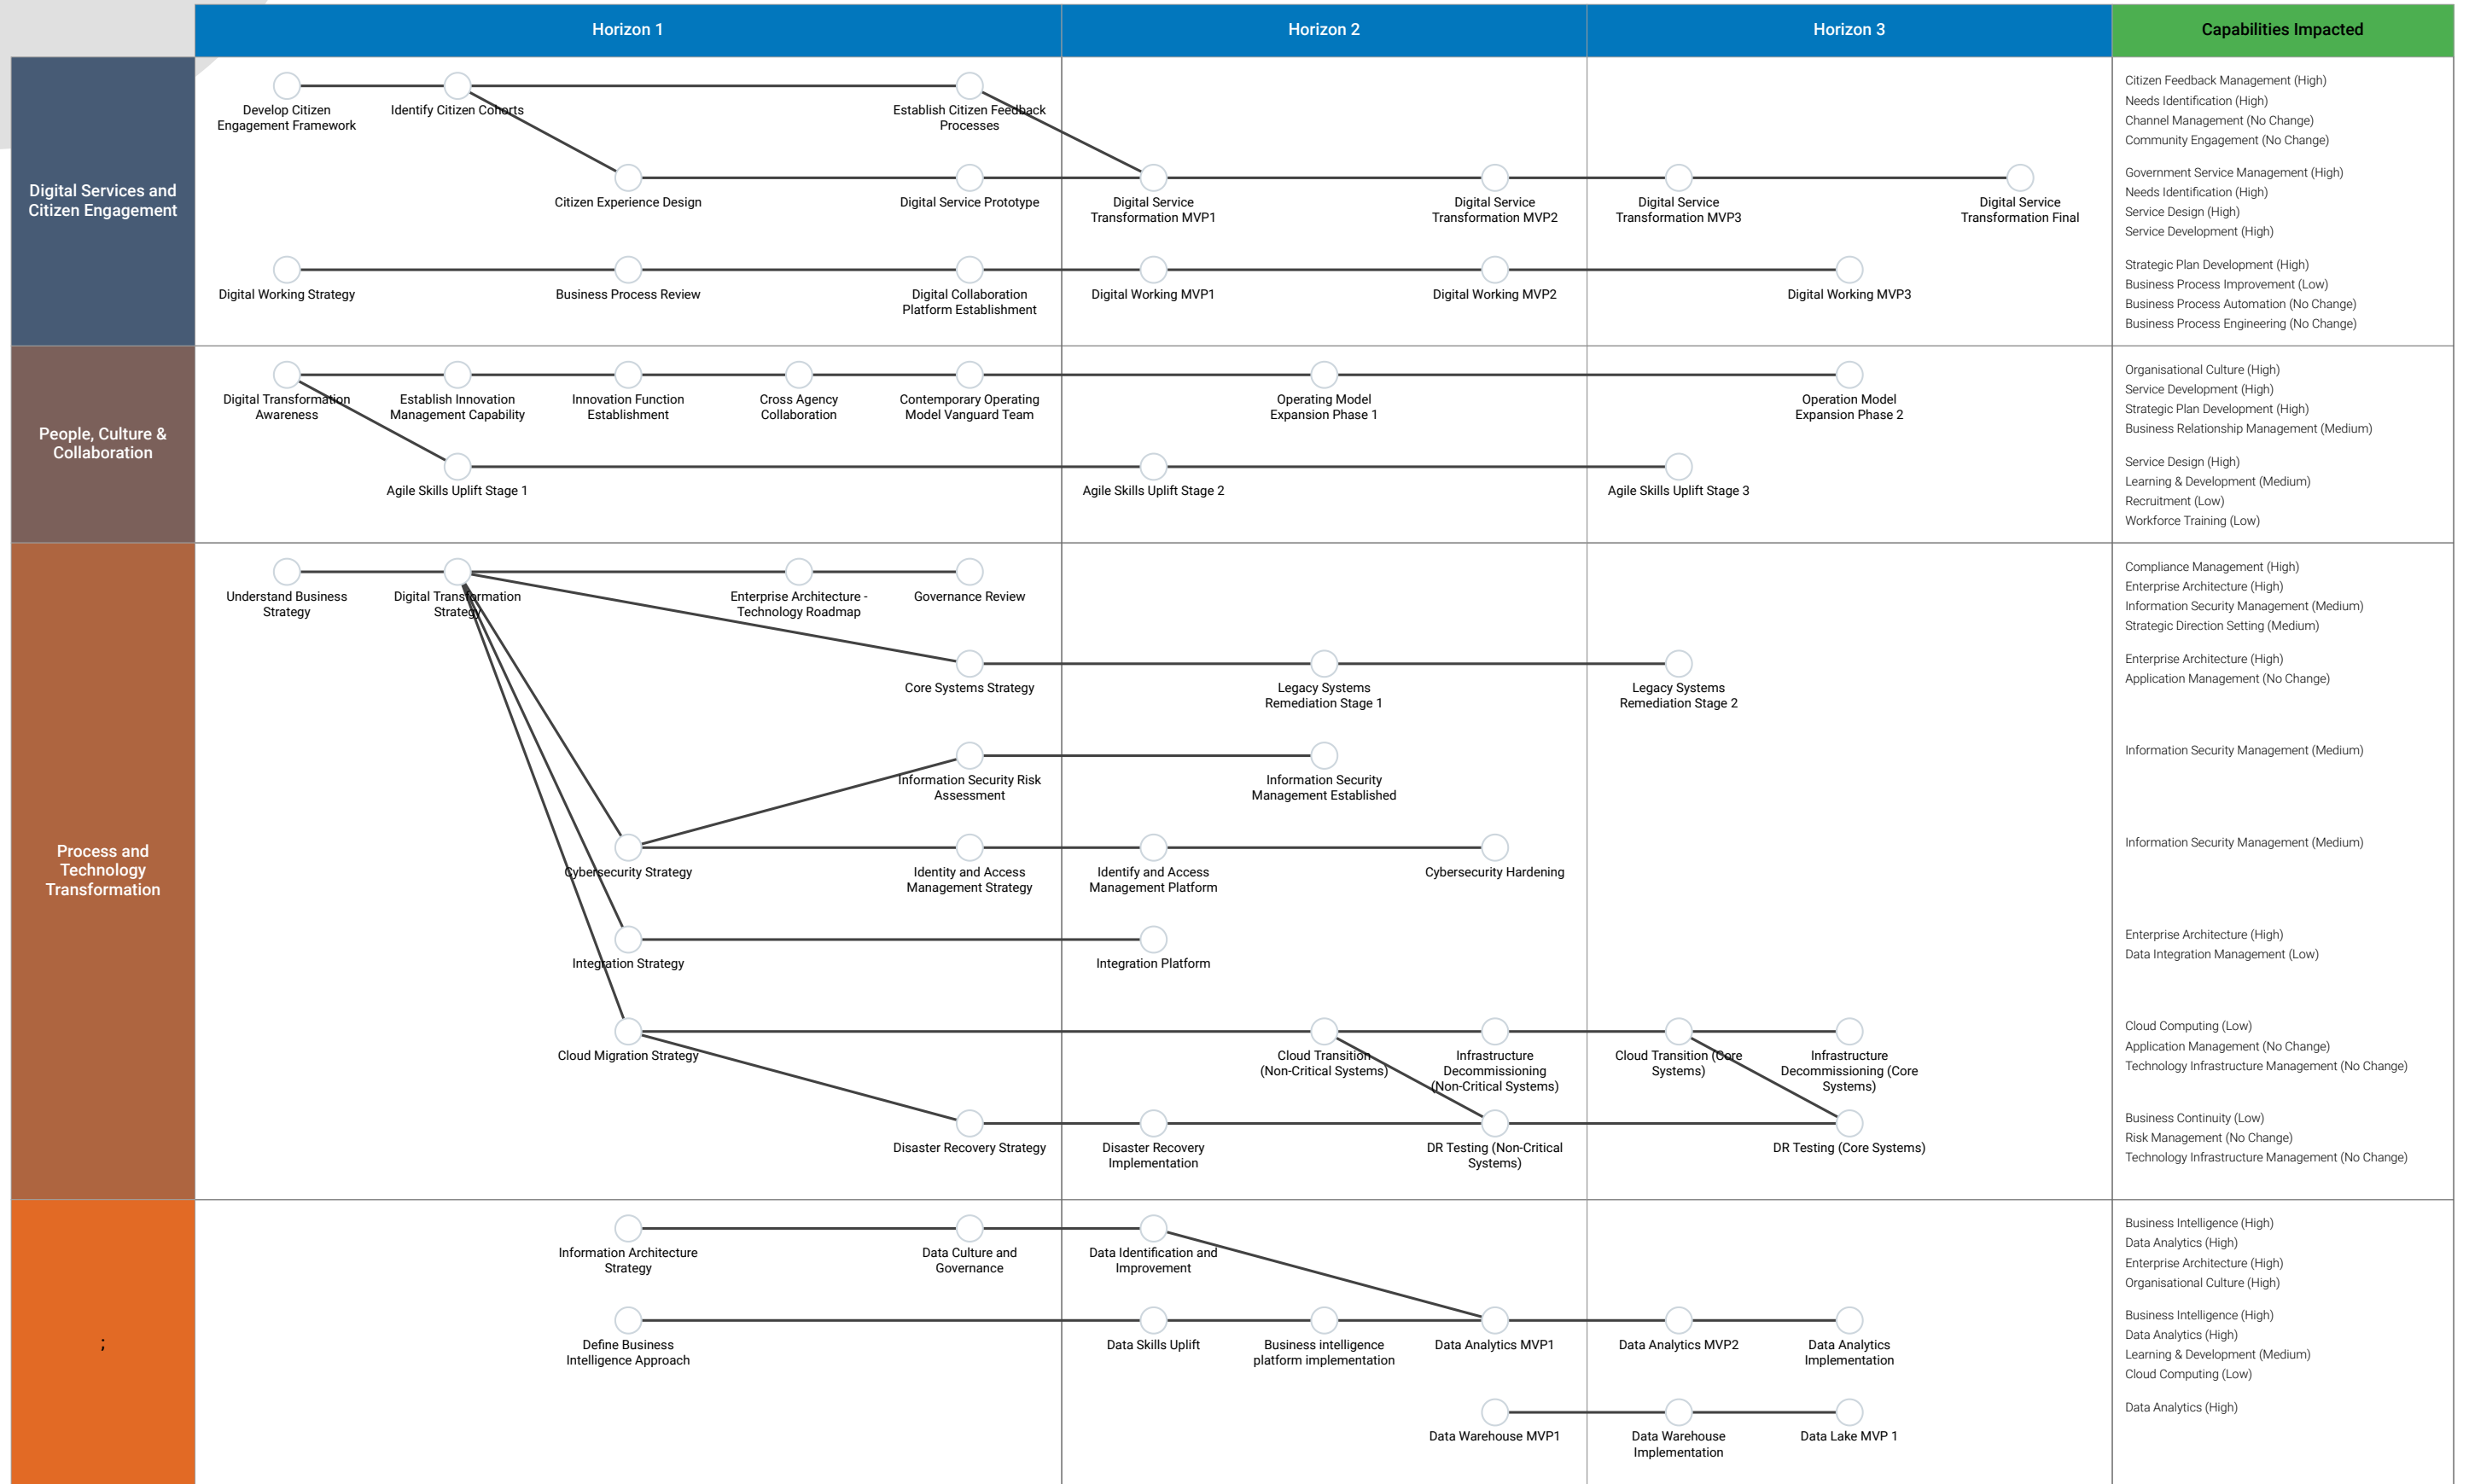 Horizon 1
Horizon 2
Horizon 3
Capabilities Impacted
Digital Services and
Citizen Engagement
Develop Citizen
Engagement Framework
Identify Citizen Cohorts
Establish Citizen Feedback
Processes
Citizen Feedback Management (High)
Needs Identification (High)
Channel Management (No Change)
Community Engagement (No Change)
Citizen Experience Design
Digital Service Prototype
Digital Service
Transformation MVP1
Digital Service
Transformation MVP2
Digital Service
Transformation MVP3
Digital Service
Transformation Final
Government Service Management (High)
Needs Identification (High)
Service Design (High)
Service Development (High)
Digital Working Strategy
Business Process Review
Digital Collaboration
Platform Establishment
Digital Working MVP1
Digital Working MVP2
Digital Working MVP3
Strategic Plan Development (High)
Business Process Improvement (Low)
Business Process Automation (No Change)
Business Process Engineering (No Change)
People, Culture &
Collaboration
Digital Transformation
Awareness
Establish Innovation
Management Capability
Innovation Function
Establishment
Cross Agency
Collaboration
Contemporary Operating
Model Vanguard Team
Operating Model
Expansion Phase 1
Operation Model
Expansion Phase 2
Organisational Culture (High)
Service Development (High)
Strategic Plan Development (High)
Business Relationship Management (Medium)
Agile Skills Uplift Stage 1
Agile Skills Uplift Stage 2
Agile Skills Uplift Stage 3
Service Design (High)
Learning & Development (Medium)
Recruitment (Low)
Workforce Training (Low)
Process and
Technology
Transformation
Understand Business
Strategy
Digital Transformation
Strategy
Enterprise Architecture -
Technology Roadmap
Governance Review
Compliance Management (High)
Enterprise Architecture (High)
Information Security Management (Medium)
Strategic Direction Setting (Medium)
Core Systems Strategy
Legacy Systems
Remediation Stage 1
Legacy Systems
Remediation Stage 2
Enterprise Architecture (High)
Application Management (No Change)
Information Security Risk
Assessment
Information Security
Management Established
Information Security Management (Medium)
Cybersecurity Strategy
Identity and Access
Management Strategy
Identify and Access
Management Platform
Cybersecurity Hardening
Information Security Management (Medium)
Integration Strategy
Integration Platform
Enterprise Architecture (High)
Data Integration Management (Low)
Cloud Migration Strategy
Cloud Transition
(Non-Critical Systems)
Infrastructure
Decommissioning
(Non-Critical Systems)
Cloud Transition (Core
Systems)
Infrastructure
Decommissioning (Core
Systems)
Cloud Computing (Low)
Application Management (No Change)
Technology Infrastructure Management (No Change)
Disaster Recovery Strategy
Disaster Recovery
Implementation
DR Testing (Non-Critical
Systems)
DR Testing (Core Systems)
Business Continuity (Low)
Risk Management (No Change)
Technology Infrastructure Management (No Change)
;
Information Architecture
Strategy
Data Culture and
Governance
Data Identification and
Improvement
Business Intelligence (High)
Data Analytics (High)
Enterprise Architecture (High)
Organisational Culture (High)
Define Business
Intelligence Approach
Data Skills Uplift
Business intelligence
platform implementation
Data Analytics MVP1
Data Analytics MVP2
Data Analytics
Implementation
Business Intelligence (High)
Data Analytics (High)
Learning & Development (Medium)
Cloud Computing (Low)
Data Warehouse MVP1
Data Warehouse
Implementation
Data Lake MVP 1
Data Analytics (High)